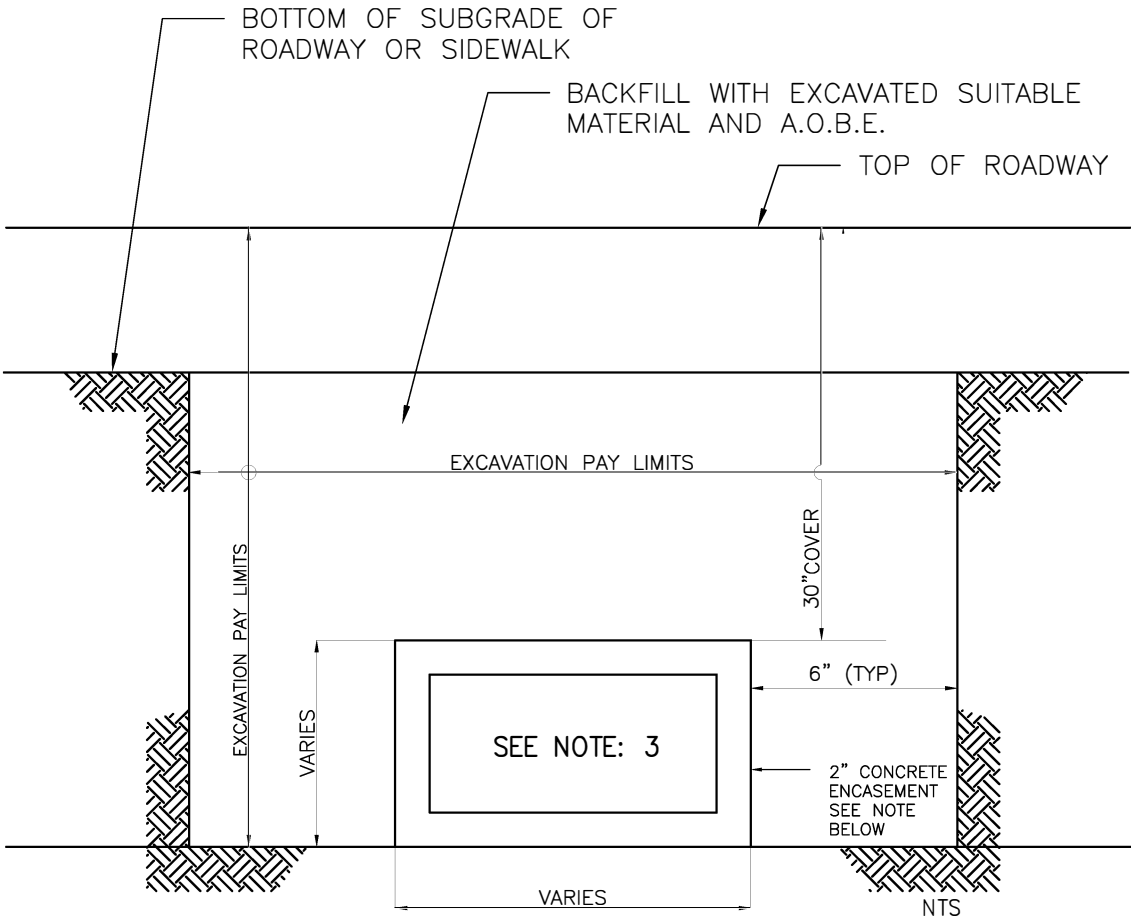 BOTTOM OF SUBGRADE OF
ROADWAY OR SIDEWALK
BACKFILL WITH EXCAVATED SUITABLE
MATERIAL AND A.O.B.E.
TOP OF ROADWAY
EXCAVATION PAY LIMITS
EXCAVATION PAY LIMITS
30"COVER
VARIES
6" (TYP)
SEE NOTE: 3
2" CONCRETE
ENCASEMENT
SEE NOTE
BELOW
VARIES
NTS